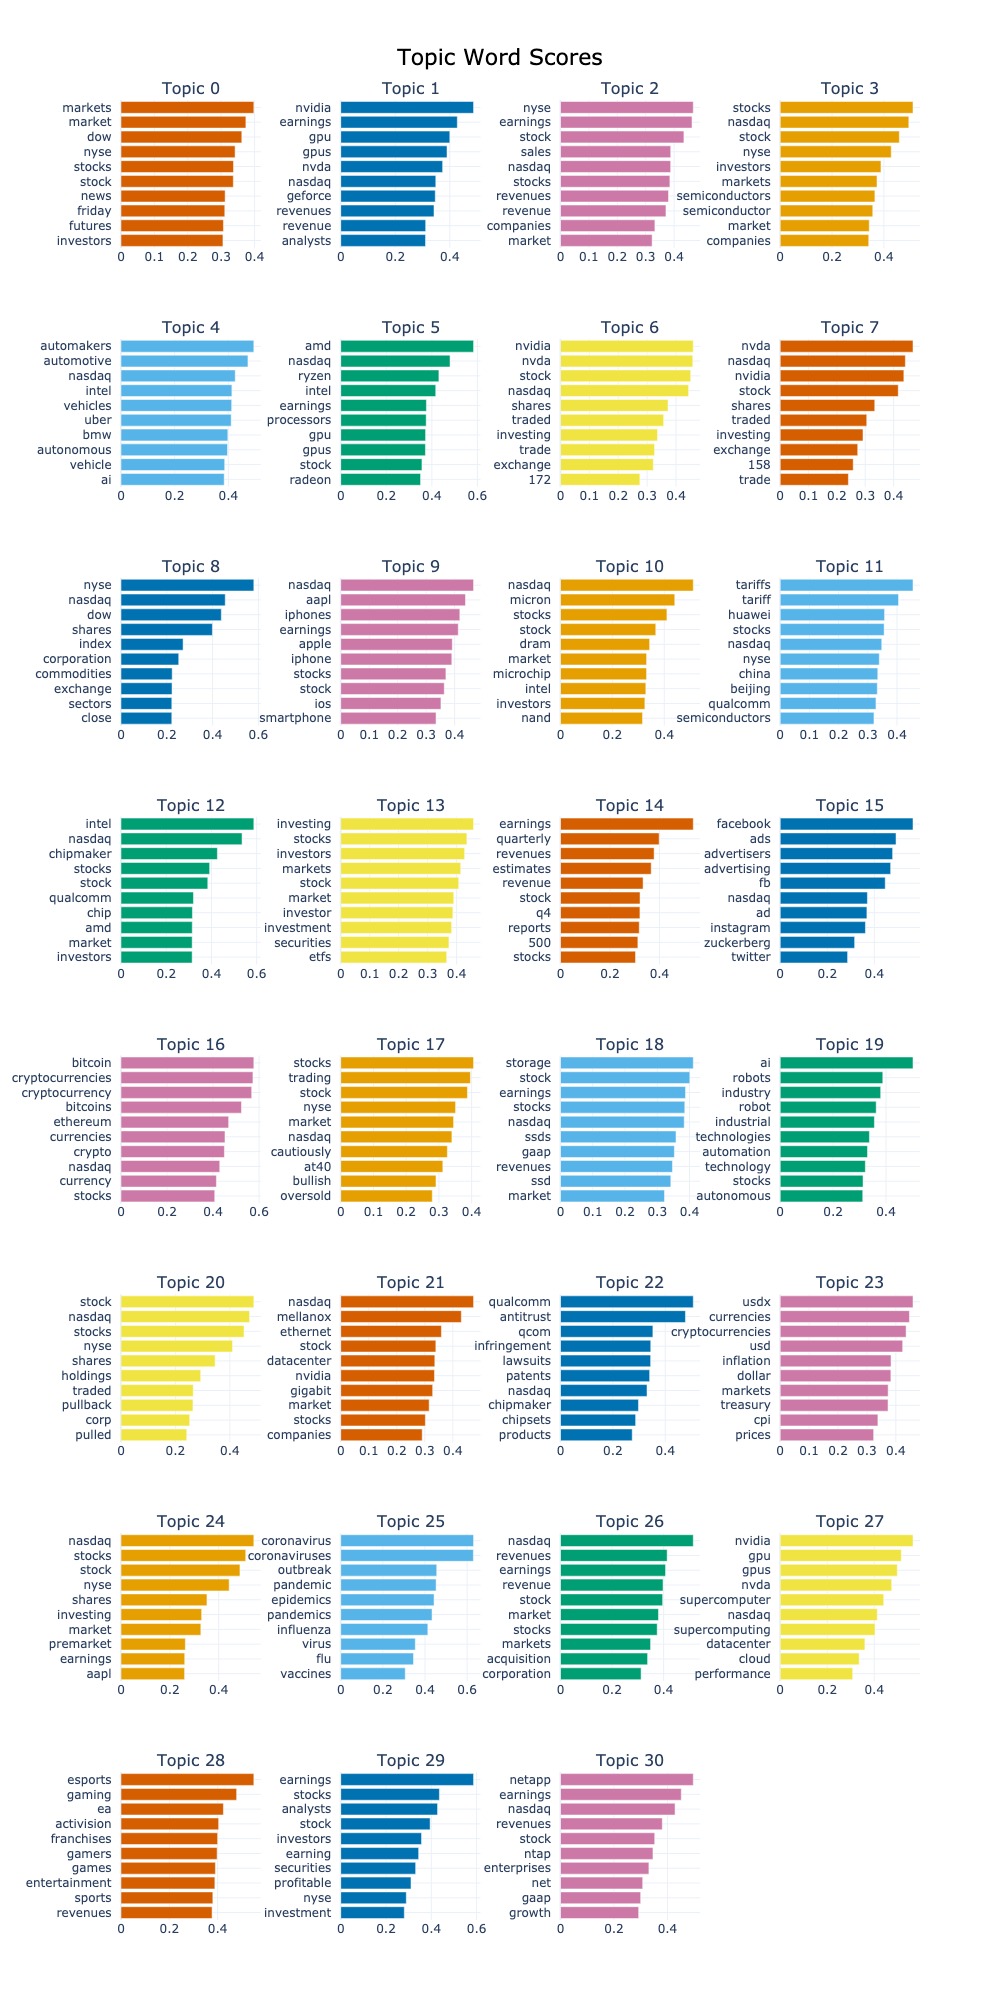 Topic Word Scores
Topic 0
markets
market
dow
nyse
stocks
stock
news
friday
futures
investors
0 0.1 0.2 0.3 0.4
Topic 1
nvidia
earnings
gpu
gpus
nvda
nasdaq
geforce
revenues
revenue
analysts
0 0.2 0.4
Topic 2
nyse
earnings
stock
sales
nasdaq
stocks
revenues
revenue
companies
market
0 0.1 0.2 0.3 0.4
Topic 3
stocks
nasdaq
stock
nyse
investors
markets
semiconductors
semiconductor
market
companies
0 0.2 0.4
Topic 4
automakers
automotive
nasdaq
intel
vehicles
uber
bmw
autonomous
vehicle
ai
0 0.2 0.4
Topic 5
amd
nasdaq
ryzen
intel
earnings
processors
gpu
gpus
stock
radeon
0 0.2 0.4 0.6
Topic 6
nvidia
nvda
stock
nasdaq
shares
traded
investing
trade
exchange
172
0 0.1 0.2 0.3 0.4
Topic 7
nvda
nasdaq
nvidia
stock
shares
traded
investing
exchange
158
trade
0 0.1 0.2 0.3 0.4
Topic 8
nyse
nasdaq
dow
shares
index
corporation
commodities
exchange
sectors
close
0 0.2 0.4 0.6
Topic 9
nasdaq
aapl
iphones
earnings
apple
iphone
stocks
stock
ios
smartphone
0 0.1 0.2 0.3 0.4
Topic 10
nasdaq
micron
stocks
stock
dram
market
microchip
intel
investors
nand
0 0.2 0.4
Topic 11
tariffs
tariff
huawei
stocks
nasdaq
nyse
china
beijing
qualcomm
semiconductors
0 0.1 0.2 0.3 0.4
Topic 12
intel
nasdaq
chipmaker
stocks
stock
qualcomm
chip
amd
market
investors
0 0.2 0.4 0.6
Topic 13
investing
stocks
investors
markets
stock
market
investor
investment
securities
etfs
0 0.1 0.2 0.3 0.4
Topic 14
earnings
quarterly
revenues
estimates
revenue
stock
q4
reports
500
stocks
0 0.2 0.4
Topic 15
facebook
ads
advertisers
advertising
fb
nasdaq
ad
instagram
zuckerberg
twitter
0 0.2 0.4
Topic 16
bitcoin
cryptocurrencies
cryptocurrency
bitcoins
ethereum
currencies
crypto
nasdaq
currency
stocks
0 0.2 0.4 0.6
Topic 17
stocks
trading
stock
nyse
market
nasdaq
cautiously
at40
bullish
oversold
0 0.1 0.2 0.3 0.4
Topic 18
storage
stock
earnings
stocks
nasdaq
ssds
gaap
revenues
ssd
market
0 0.1 0.2 0.3 0.4
Topic 19
ai
robots
industry
robot
industrial
technologies
automation
technology
stocks
autonomous
0 0.2 0.4
Topic 20
stock
nasdaq
stocks
nyse
shares
holdings
traded
pullback
corp
pulled
0 0.2 0.4
Topic 21
nasdaq
mellanox
ethernet
stock
datacenter
nvidia
gigabit
market
stocks
companies
0 0.1 0.2 0.3 0.4
Topic 22
qualcomm
antitrust
qcom
infringement
lawsuits
patents
nasdaq
chipmaker
chipsets
products
0 0.2 0.4
Topic 23
usdx
currencies
cryptocurrencies
usd
inflation
dollar
markets
treasury
cpi
prices
0 0.1 0.2 0.3 0.4
Topic 24
nasdaq
stocks
stock
nyse
shares
investing
market
premarket
earnings
aapl
0 0.2 0.4
Topic 25
coronavirus
coronaviruses
outbreak
pandemic
epidemics
pandemics
influenza
virus
flu
vaccines
0 0.2 0.4 0.6
Topic 26
nasdaq
revenues
earnings
revenue
stock
market
stocks
markets
acquisition
corporation
0 0.2 0.4
Topic 27
nvidia
gpu
gpus
nvda
supercomputer
nasdaq
supercomputing
datacenter
cloud
performance
0 0.2 0.4
Topic 28
esports
gaming
ea
activision
franchises
gamers
games
entertainment
sports
revenues
0 0.2 0.4
Topic 29
earnings
stocks
analysts
stock
investors
earning
securities
profitable
nyse
investment
0 0.2 0.4 0.6
Topic 30
netapp
earnings
nasdaq
revenues
stock
ntap
enterprises
net
gaap
growth
0 0.2 0.4